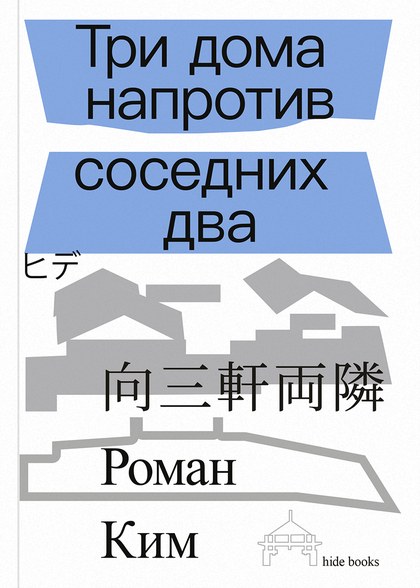 Три дома
напротив
соседних
два
ヒデ
向三軒両隣
Роман
Ким
hide books